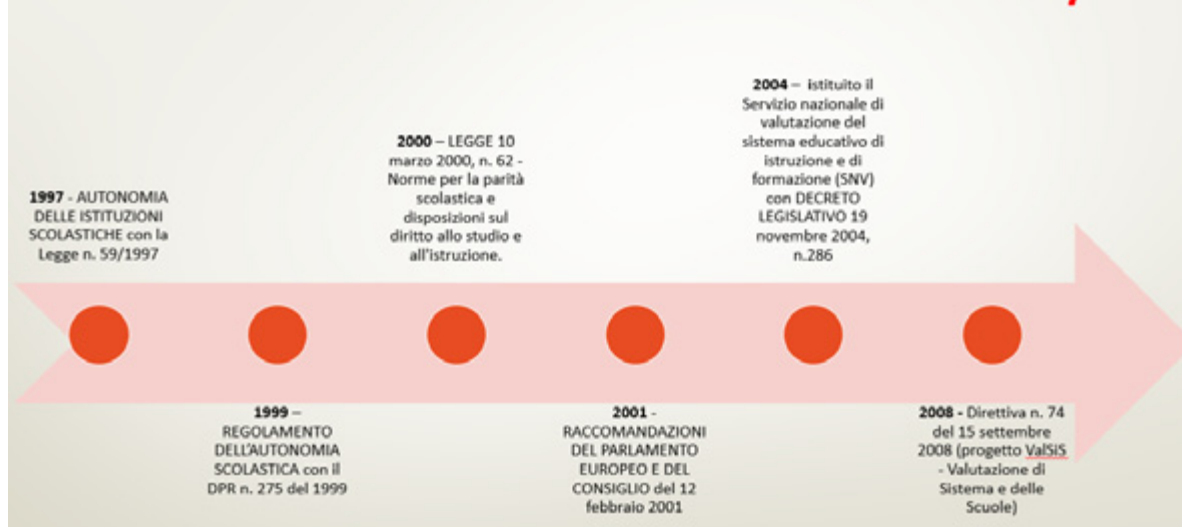 1997 - AUTONOMIA
DELLE ISTITUZIONI
SCOLASTICHE con la
Legge n. 59/1997
1999 –
REGOLAMENTO
DELL'AUTONOMIA
SCOLASTICA con il
DPR n. 275 del 1999
2000 – LEGGE 10
marzo 2000, n. 62 -
Norme per la parità
scolastica e
disposizioni sul
diritto allo studio e
all'istruzione.
2001 -
RACCOMANDAZIONI
DEL PARLAMENTO
EUROPEO E DEL
CONSIGLIO del 12
febbraio 2001
2004 – istituito il
Servizio nazionale di
valutazione del
sistema educativo di
istruzione e di
formazione (SNV)
con DECRETO
LEGISLATIVO 19
novembre 2004,
n.286
2008 - Direttiva n. 74
del 15 settembre
2008 (progetto ValSiS
- Valutazione di
Sistema e delle
Scuole)